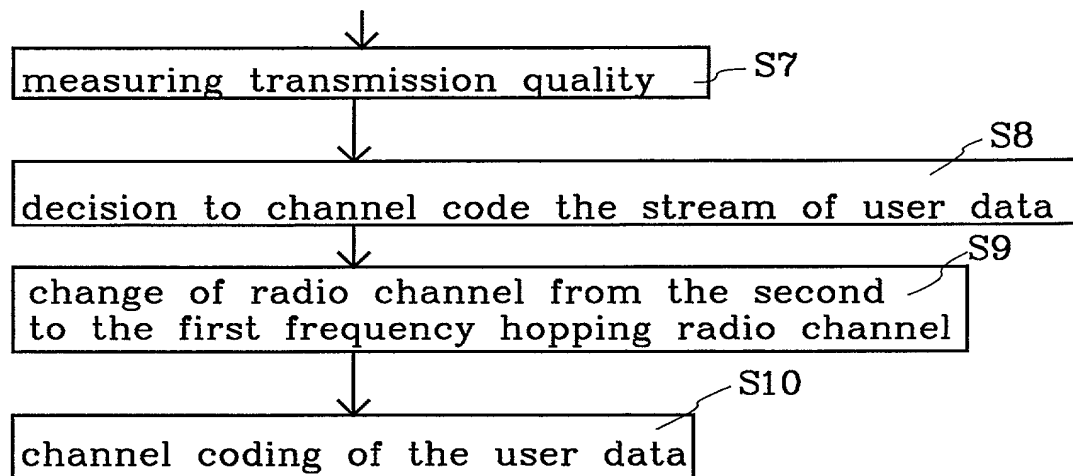 measuring transmission quality
S7
S8
decision to channel code the stream of user data
S9
change of radio channel from the second
to the first frequency hopping radio channel
S10
channel coding of the user data